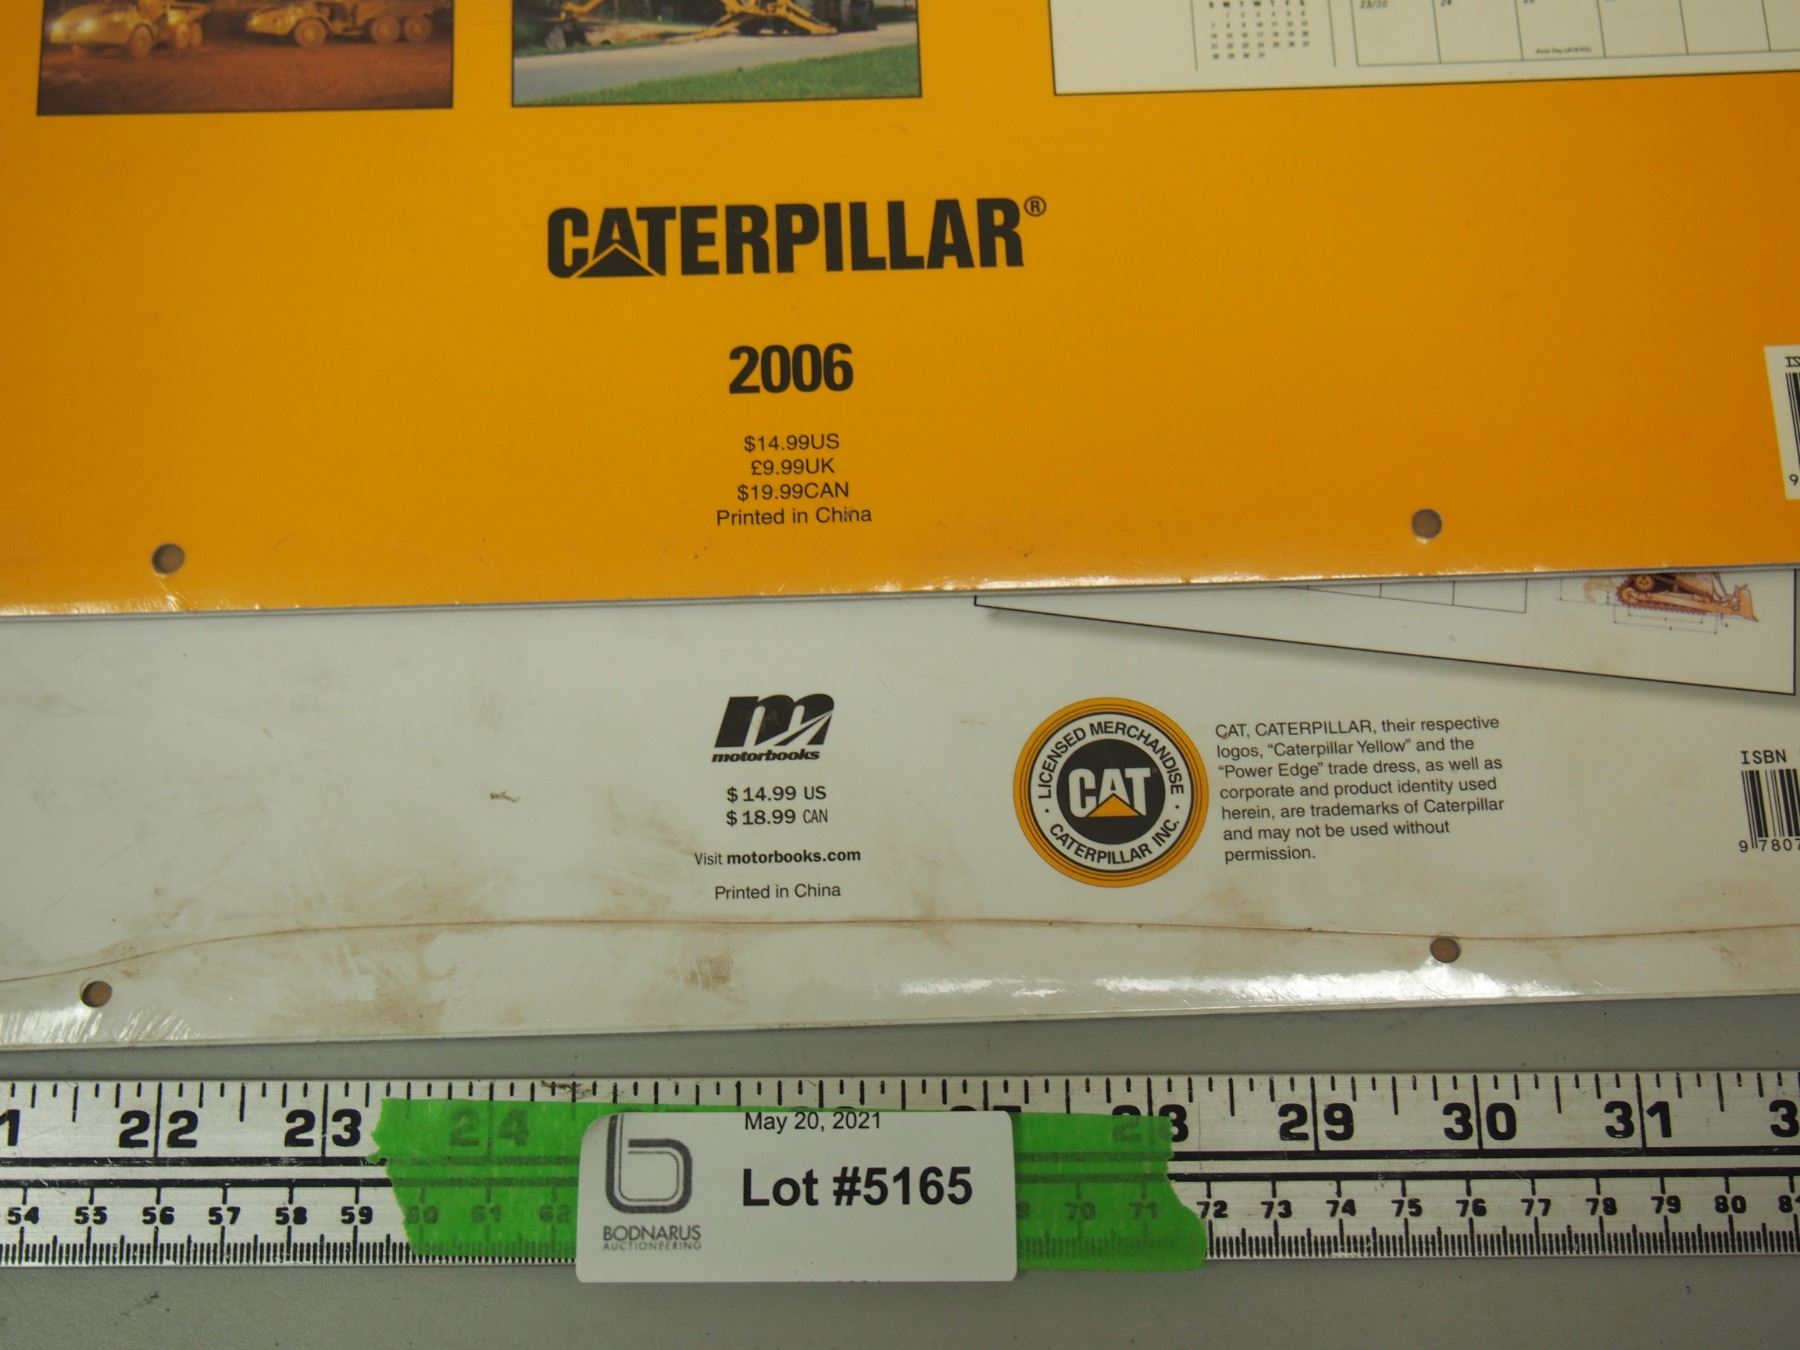 S M T W T F S
23/30
24
CATERPILLAR®
2006
$14.99US
£9.99UK
$19.99CAN
Printed in China
motorbooks
$14.99 US
$18.99 CAN
Visit motorbooks.com
Printed in China
LICENSED MERCHANDISE
CAT
CATERPILLAR INC.
CAT, CATERPILLAR, their respective
logos, “Caterpillar Yellow” and the
“Power Edge” trade dress, as well as
corporate and product identity used
herein, are trademarks of Caterpillar
and may not be used without
permission.
ISBN
9 7807
22 23 24 28 29 30 31
May 20, 2021
Lot #5165
BODNARUS
AUCTIONEERING
54 55 56 57 58 59 60 61 62 70 71 72 73 74 75 76 77 78 79 80